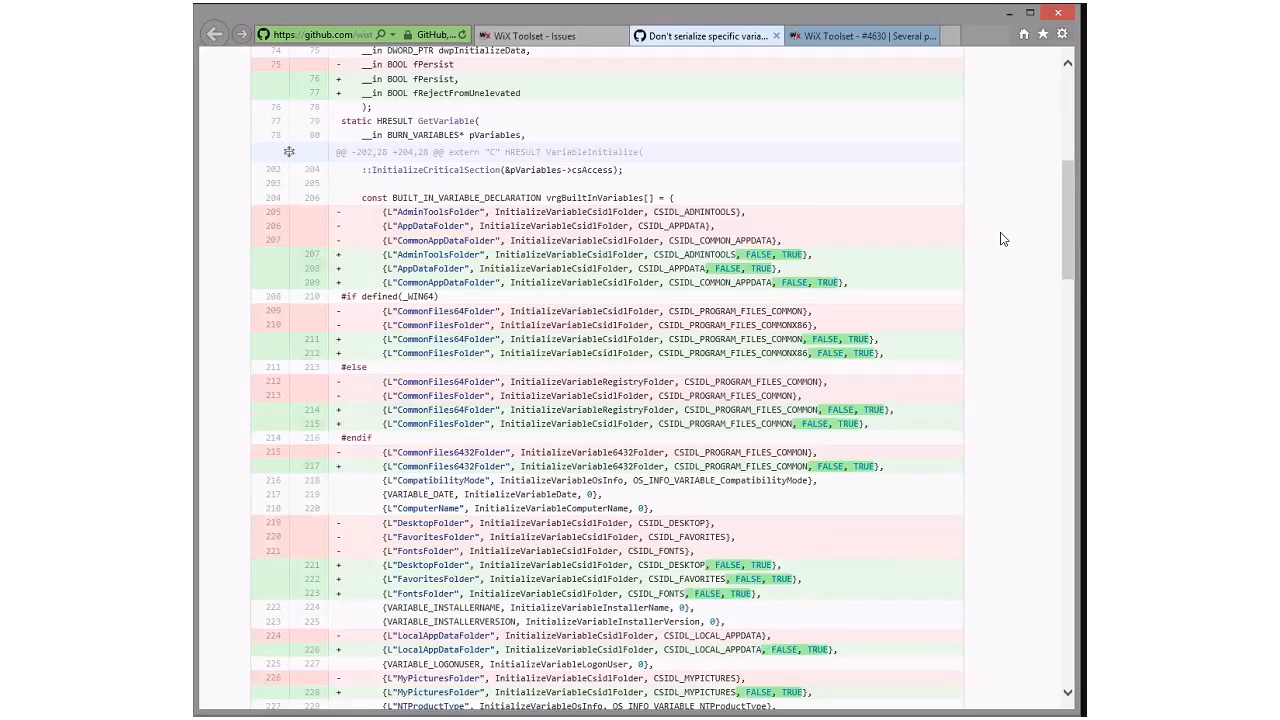 https://github.com/wix
GitHub,...
WiX Toolset - Issues
Don't serialize specific varia...
WiX Toolset - #4630 | Several p...
74 75 __in DWORD_PTR dwpInitializeData,
75 - __in BOOL fPersist
76 + __in BOOL fPersist,
77 + __in BOOL fRejectFromUnelevated
76 78 );
77 79 static HRESULT GetVariable(
78 80 __in BURN_VARIABLES* pVariables,
@@ -202,28 +204,28 @@ extern "C" HRESULT VariableInitialize(
202 204 ::InitializeCriticalSection(&pVariables->csAccess);
203 205
204 206 const BUILT_IN_VARIABLE_DECLARATION vrgBuiltInVariables[] = {
205 - {L"AdminToolsFolder", InitializeVariableCsidlFolder, CSIDL_ADMINTOOLS},
206 - {L"AppDataFolder", InitializeVariableCsidlFolder, CSIDL_APPDATA},
207 - {L"CommonAppDataFolder", InitializeVariableCsidlFolder, CSIDL_COMMON_APPDATA},
207 + {L"AdminToolsFolder", InitializeVariableCsidlFolder, CSIDL_ADMINTOOLS, FALSE, TRUE},
208 + {L"AppDataFolder", InitializeVariableCsidlFolder, CSIDL_APPDATA, FALSE, TRUE},
209 + {L"CommonAppDataFolder", InitializeVariableCsidlFolder, CSIDL_COMMON_APPDATA, FALSE, TRUE},
208 210 #if defined(_WIN64)
209 - {L"CommonFiles64Folder", InitializeVariableCsidlFolder, CSIDL_PROGRAM_FILES_COMMON},
210 - {L"CommonFilesFolder", InitializeVariableCsidlFolder, CSIDL_PROGRAM_FILES_COMMONX86},
211 + {L"CommonFiles64Folder", InitializeVariableCsidlFolder, CSIDL_PROGRAM_FILES_COMMON, FALSE, TRUE},
212 + {L"CommonFilesFolder", InitializeVariableCsidlFolder, CSIDL_PROGRAM_FILES_COMMONX86, FALSE, TRUE},
211 213 #else
212 - {L"CommonFiles64Folder", InitializeVariableRegistryFolder, CSIDL_PROGRAM_FILES_COMMON},
213 - {L"CommonFilesFolder", InitializeVariableCsidlFolder, CSIDL_PROGRAM_FILES_COMMON},
214 + {L"CommonFiles64Folder", InitializeVariableRegistryFolder, CSIDL_PROGRAM_FILES_COMMON, FALSE, TRUE},
215 + {L"CommonFilesFolder", InitializeVariableCsidlFolder, CSIDL_PROGRAM_FILES_COMMON, FALSE, TRUE},
214 216 #endif
215 - {L"CommonFiles6432Folder", InitializeVariable6432Folder, CSIDL_PROGRAM_FILES_COMMON},
217 + {L"CommonFiles6432Folder", InitializeVariable6432Folder, CSIDL_PROGRAM_FILES_COMMON, FALSE, TRUE},
216 218 {L"CompatibilityMode", InitializeVariableOsInfo, OS_INFO_VARIABLE_CompatibilityMode},
217 219 {VARIABLE_DATE, InitializeVariableDate, 0},
218 220 {L"ComputerName", InitializeVariableComputerName, 0},
219 - {L"DesktopFolder", InitializeVariableCsidlFolder, CSIDL_DESKTOP},
220 - {L"FavoritesFolder", InitializeVariableCsidlFolder, CSIDL_FAVORITES},
221 - {L"FontsFolder", InitializeVariableCsidlFolder, CSIDL_FONTS},
221 + {L"DesktopFolder", InitializeVariableCsidlFolder, CSIDL_DESKTOP, FALSE, TRUE},
222 + {L"FavoritesFolder", InitializeVariableCsidlFolder, CSIDL_FAVORITES, FALSE, TRUE},
223 + {L"FontsFolder", InitializeVariableCsidlFolder, CSIDL_FONTS, FALSE, TRUE},
222 224 {VARIABLE_INSTALLERNAME, InitializeVariableInstallerName, 0},
223 225 {VARIABLE_INSTALLERVERSION, InitializeVariableInstallerVersion, 0},
224 - {L"LocalAppDataFolder", InitializeVariableCsidlFolder, CSIDL_LOCAL_APPDATA},
226 + {L"LocalAppDataFolder", InitializeVariableCsidlFolder, CSIDL_LOCAL_APPDATA, FALSE, TRUE},
225 227 {VARIABLE_LOGONUSER, InitializeVariableLogonUser, 0},
226 - {L"MyPicturesFolder", InitializeVariableCsidlFolder, CSIDL_MYPICTURES},
228 + {L"MyPicturesFolder", InitializeVariableCsidlFolder, CSIDL_MYPICTURES, FALSE, TRUE},
227 229 {L"NTProductType", InitializeVariableOsInfo, OS_INFO_VARIABLE_NTProductType},